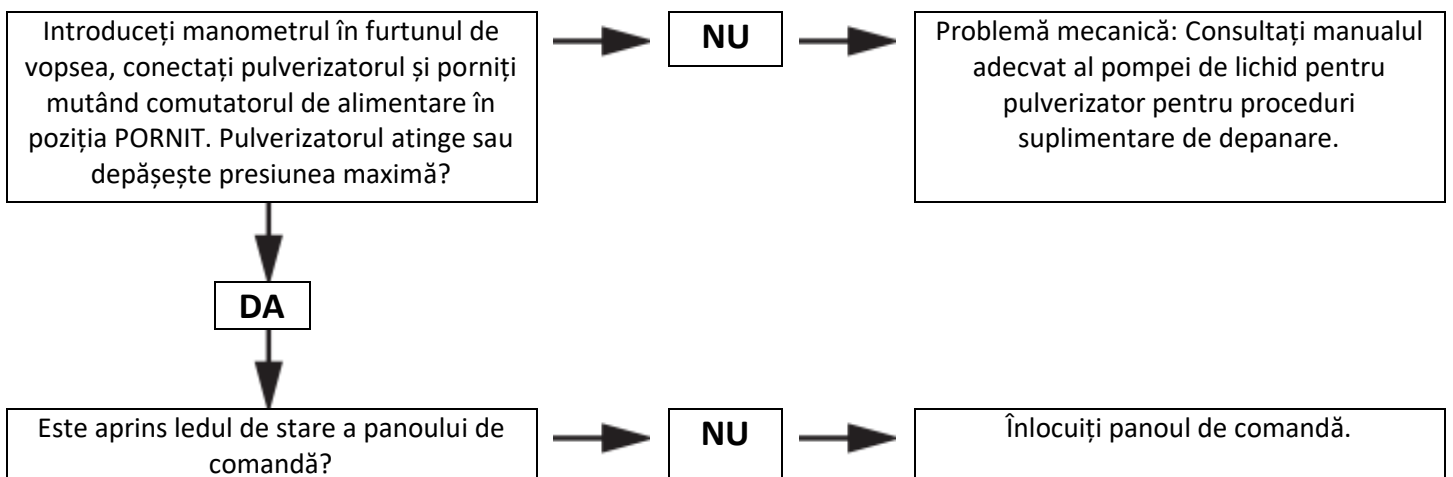 Introduceți manometrul în furtunul de
vopsea, conectați pulverizatorul și porniți
mutând comutatorul de alimentare în
poziția PORNIT. Pulverizatorul atinge sau
depășește presiunea maximă?
NU
Problemă mecanică: Consultați manualul
adecvat al pompei de lichid pentru
pulverizator pentru proceduri
suplimentare de depanare.
DA
Este aprins ledul de stare a panoului de
comandă?
NU
Înlocuiți panoul de comandă.